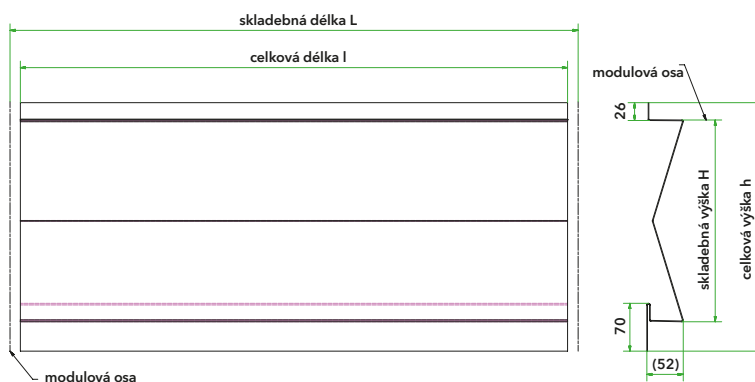 skladebná délka L
celková délka l
modulová osa
26
skladebná výška H
celková výška h
70
(52)
modulová osa